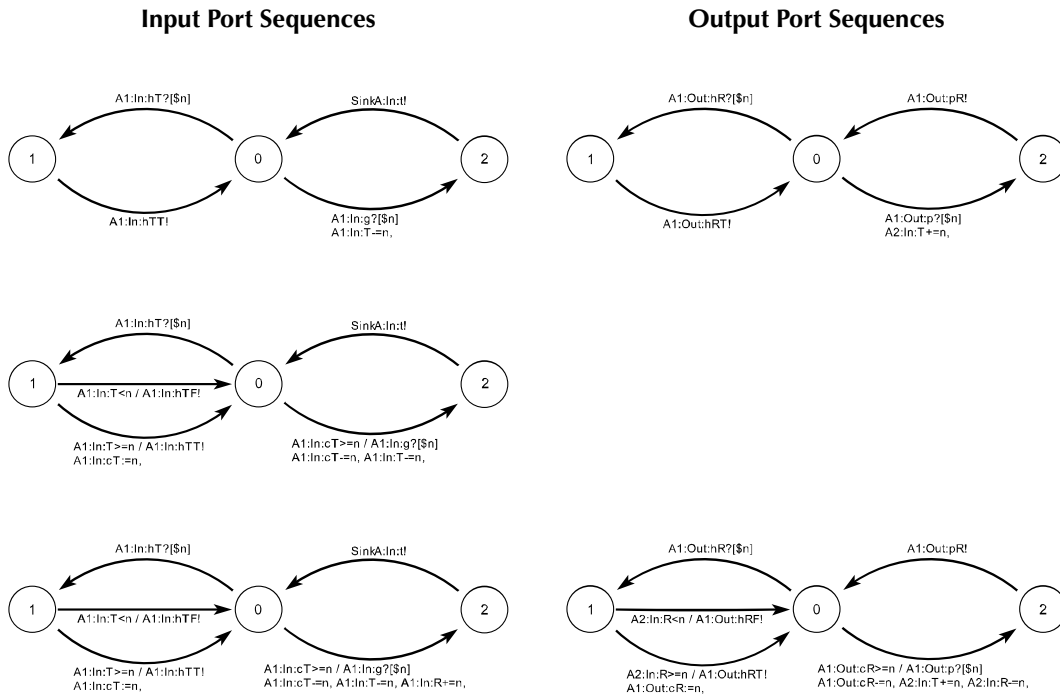 Input Port Sequences
Output Port Sequences
A1:In:hT?[$n]
SinkA:In:t!
1
0
2
A1:In:hTT!
A1:In:g?[$n]
A1:In:T-=n,
A1:Out:hR?[$n]
A1:Out:pR!
1
0
2
A1:Out:hRT!
A1:Out:p?[$n]
A2:In:T+=n,
A1:In:hT?[$n]
SinkA:In:t!
1
0
2
A1:In:T<n / A1:In:hTF!
A1:In:T>=n / A1:In:hTT!
A1:In:cT:=n,
A1:In:cT>=n / A1:In:g?[$n]
A1:In:cT-=n, A1:In:T-=n,
A1:In:hT?[$n]
SinkA:In:t!
1
0
2
A1:In:T<n / A1:In:hTF!
A1:In:T>=n / A1:In:hTT!
A1:In:cT:=n,
A1:In:cT>=n / A1:In:g?[$n]
A1:In:cT-=n, A1:In:T-=n, A1:In:R+=n,
A1:Out:hR?[$n]
A1:Out:pR!
1
0
2
A2:In:R<n / A1:Out:hRF!
A2:In:R>=n / A1:Out:hRT!
A1:Out:cR:=n,
A1:Out:cR>=n / A1:Out:p?[$n]
A1:Out:cR-=n, A2:In:T+=n, A2:In:R-=n,